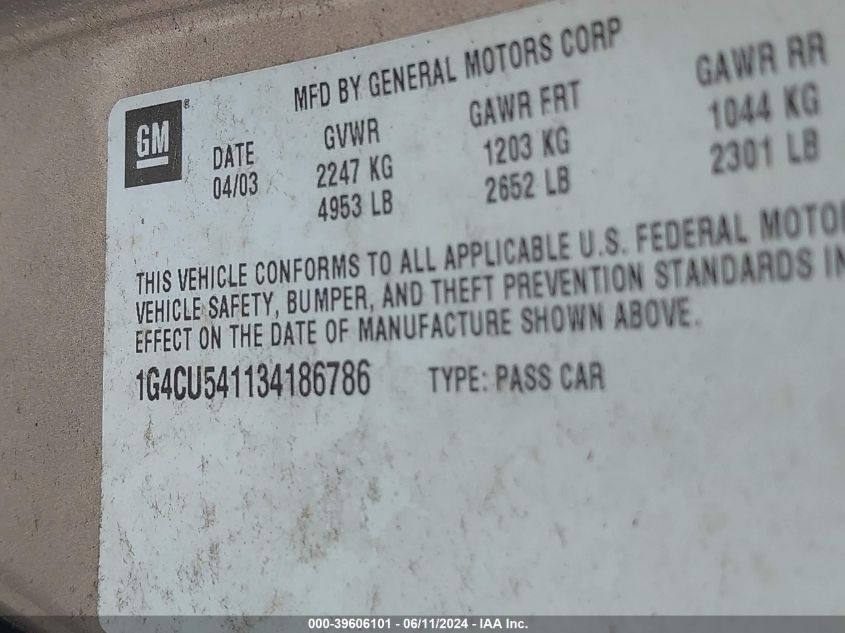 MFD BY GENERAL MOTORS CORP
GM®
DATE GVWR GAWR FRT GAWR RR
04/03 2247 KG 1203 KG 1044 KG
4953 LB 2652 LB 2301 LB
THIS VEHICLE CONFORMS TO ALL APPLICABLE U.S. FEDERAL MOTOR
VEHICLE SAFETY, BUMPER, AND THEFT PREVENTION STANDARDS IN
EFFECT ON THE DATE OF MANUFACTURE SHOWN ABOVE.
1G4CU541134186786 TYPE: PASS CAR
000-39606101 - 06/11/2024 - IAA Inc.